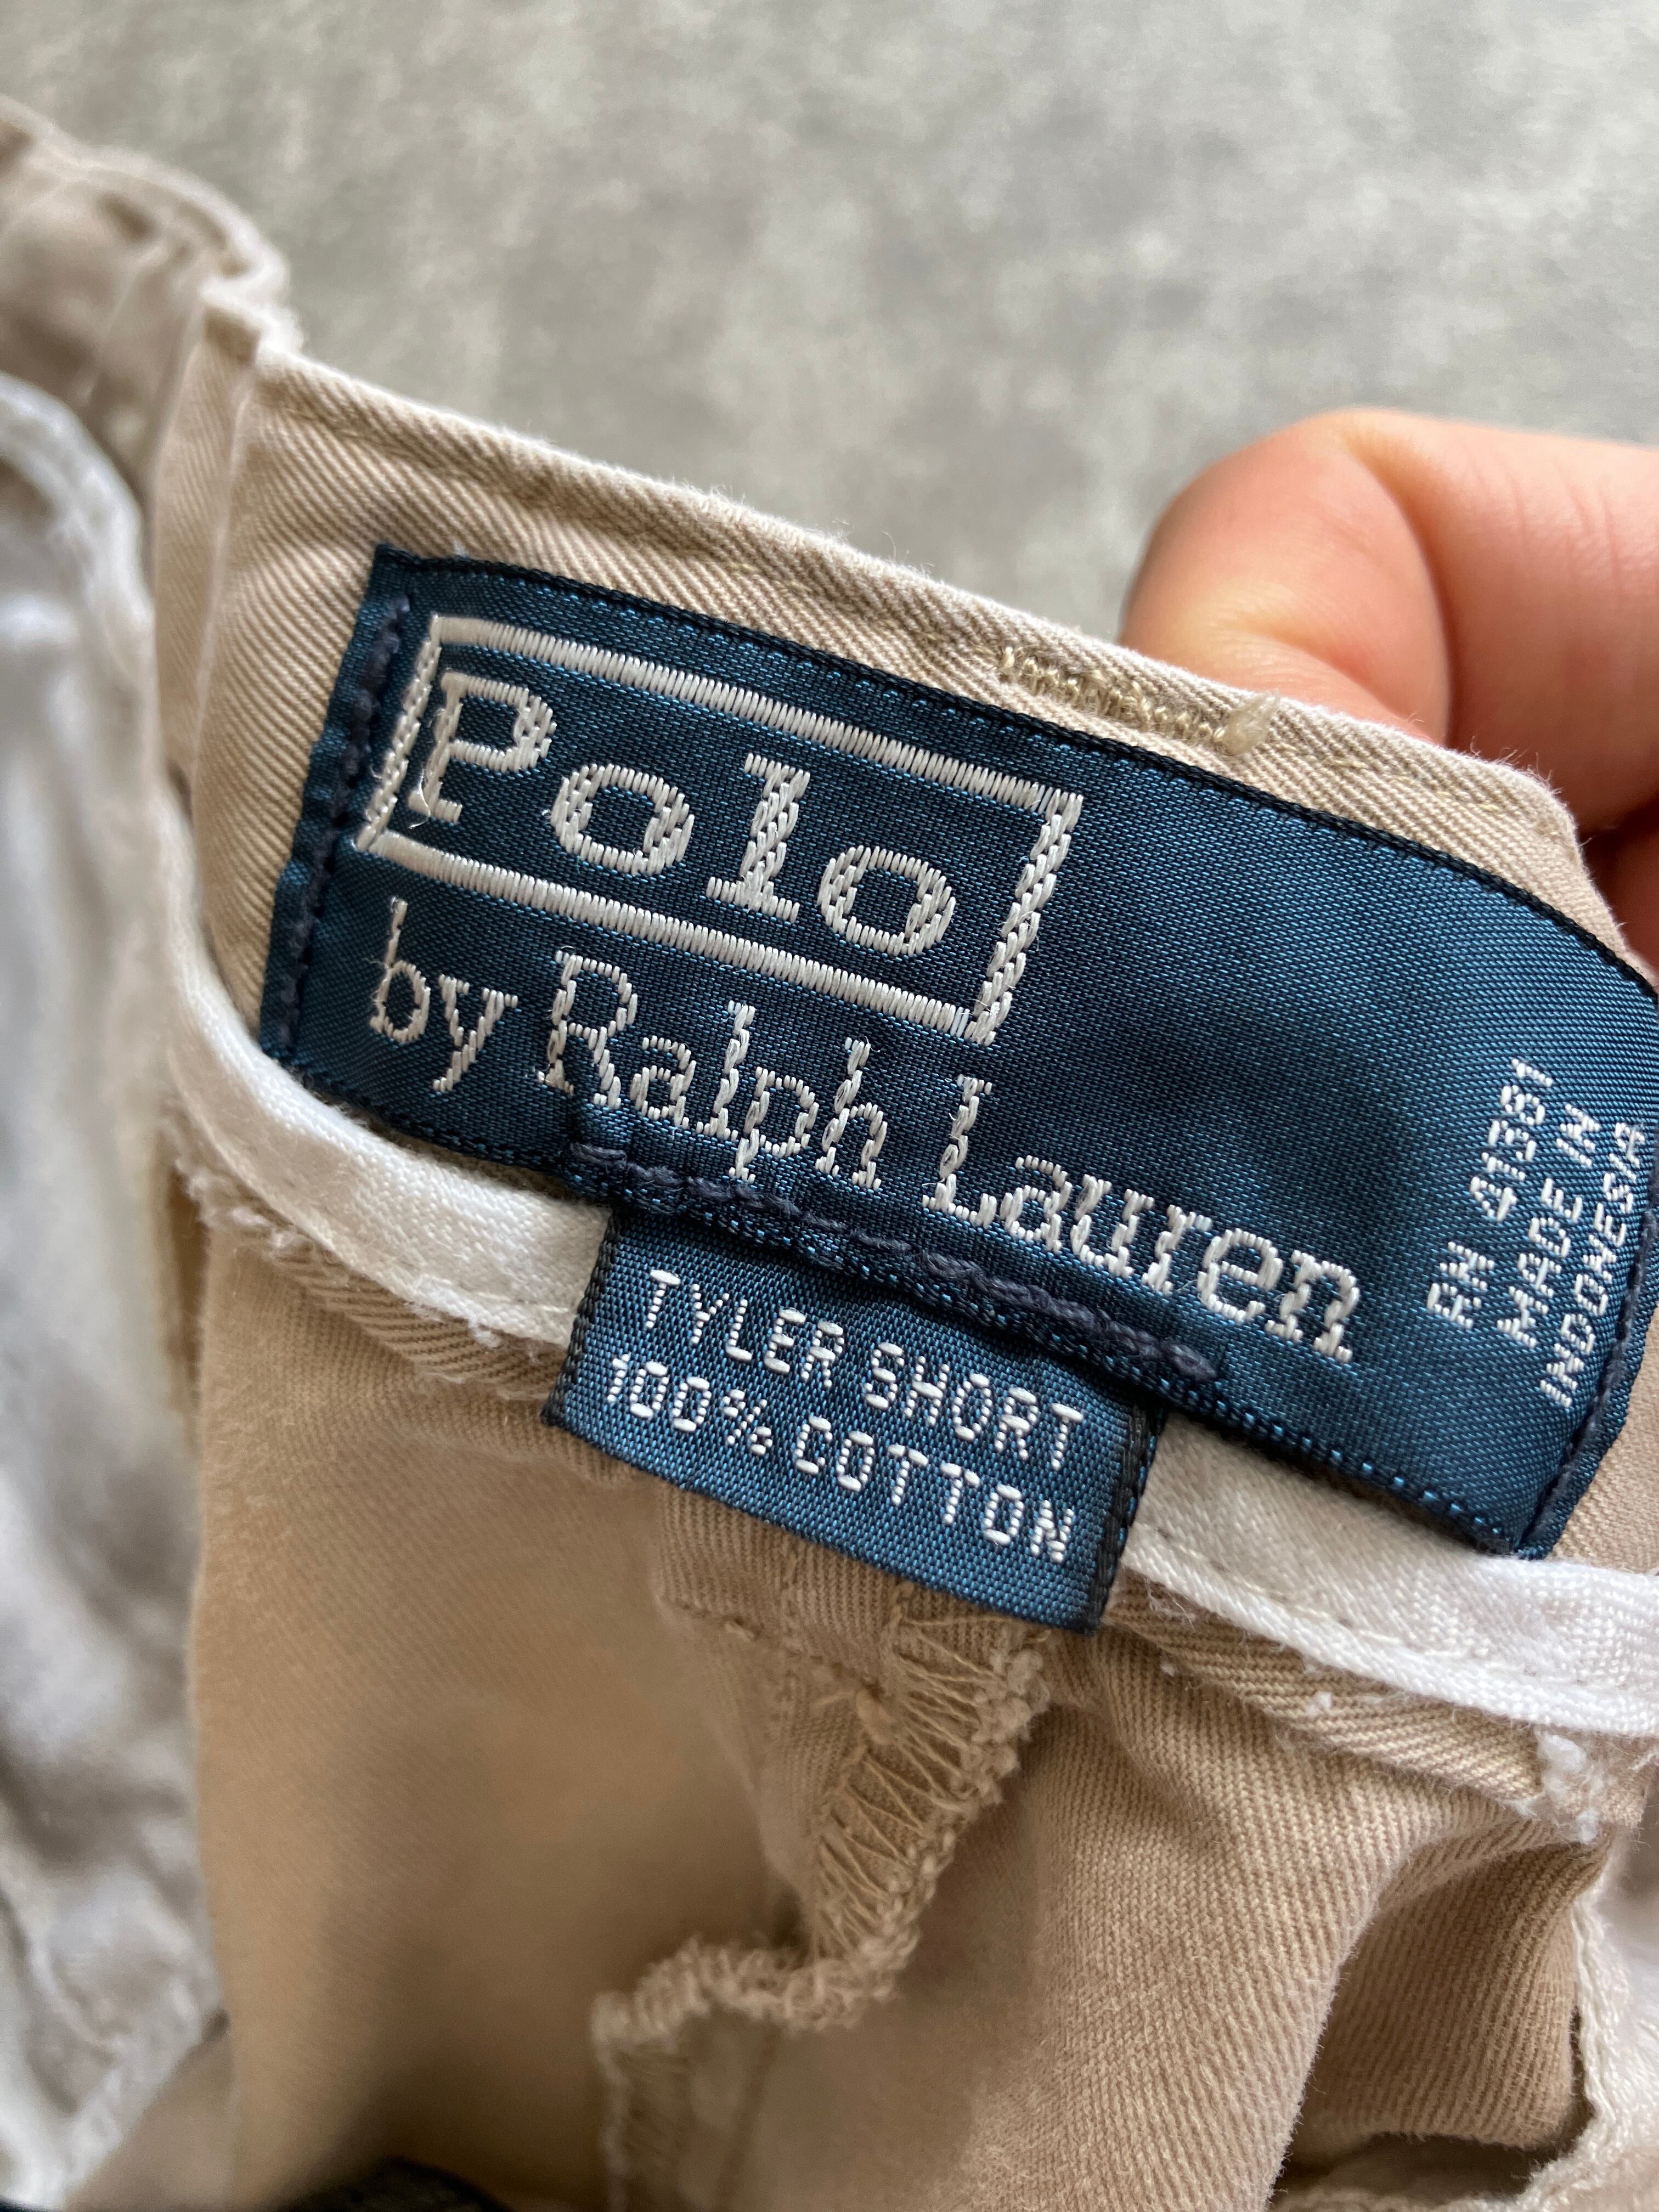 Polo
by Ralph Lauren
RN 41381
MADE IN
INDONESIA
TYLER SHORT
100% COTTON